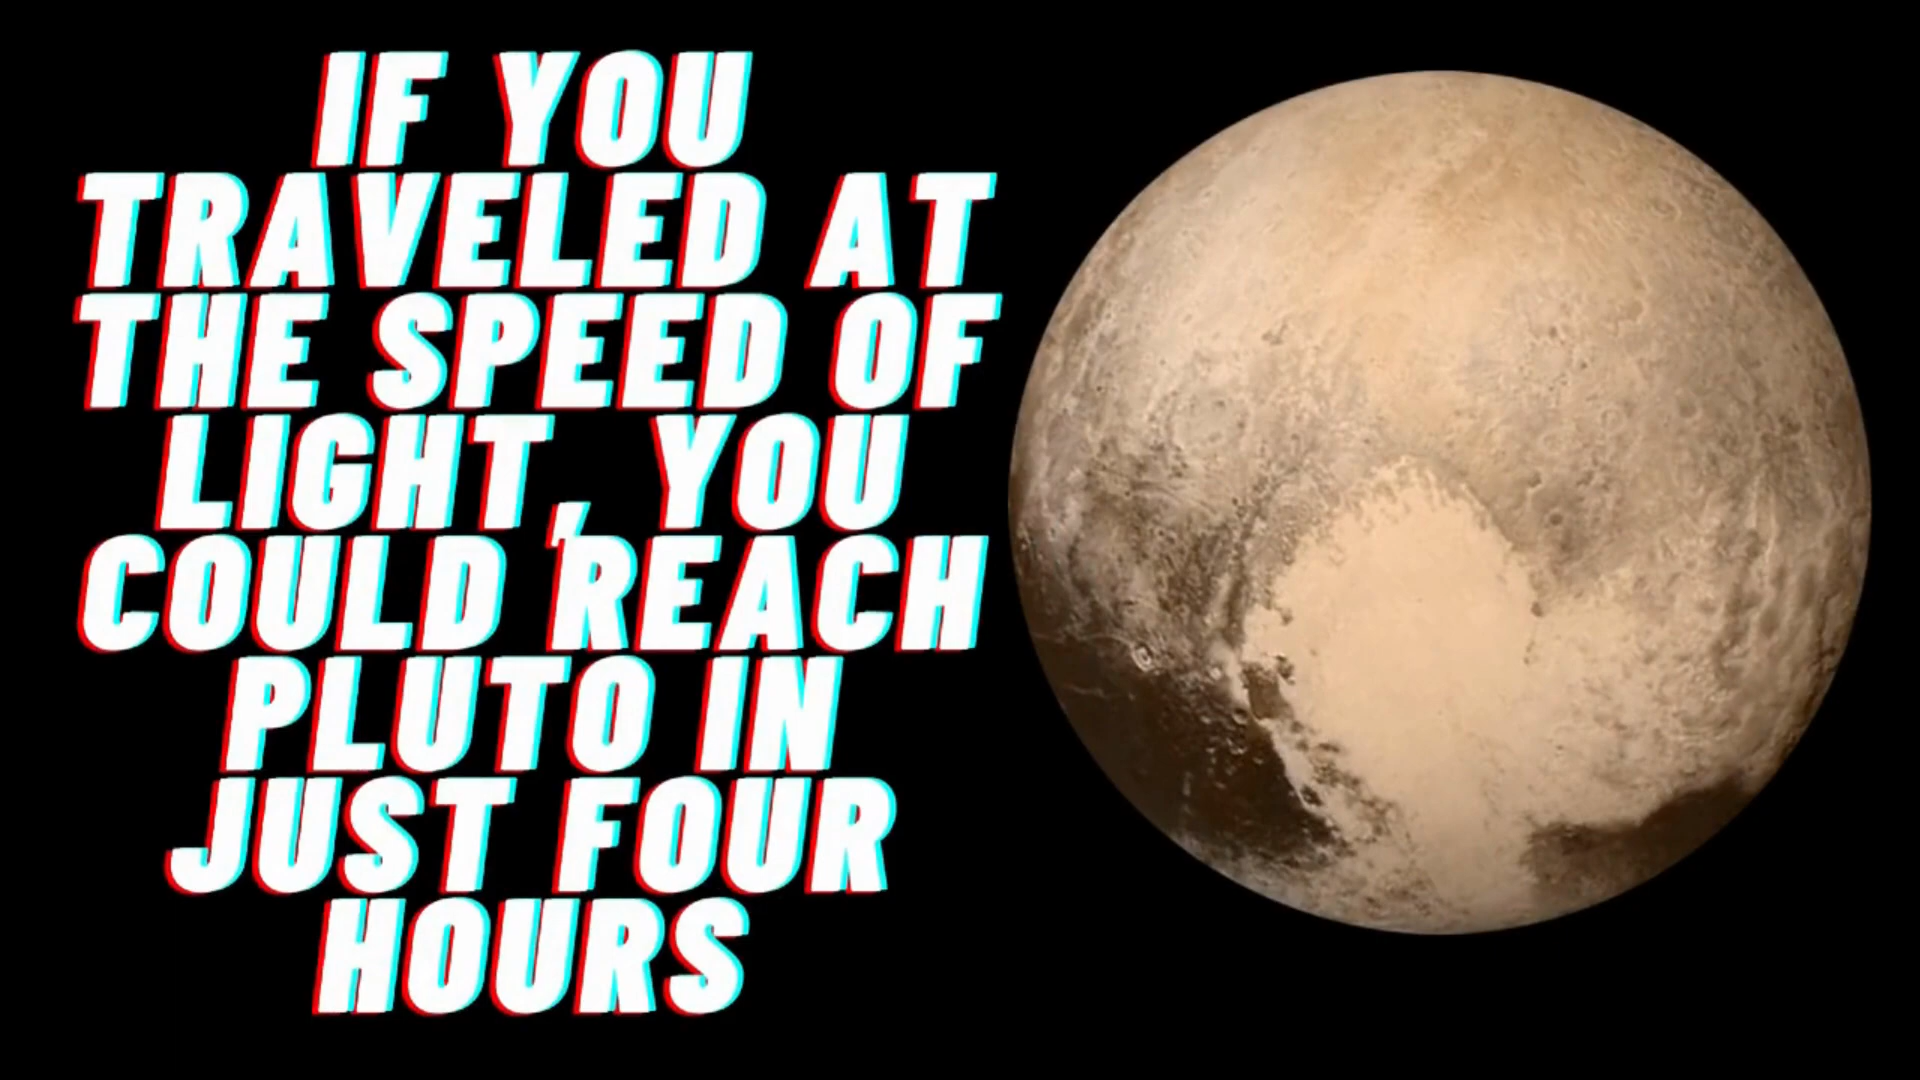 IF YOU
TRAVELED AT
THE SPEED OF
LIGHT, YOU
COULD REACH
PLUTO IN
JUST FOUR
HOURS